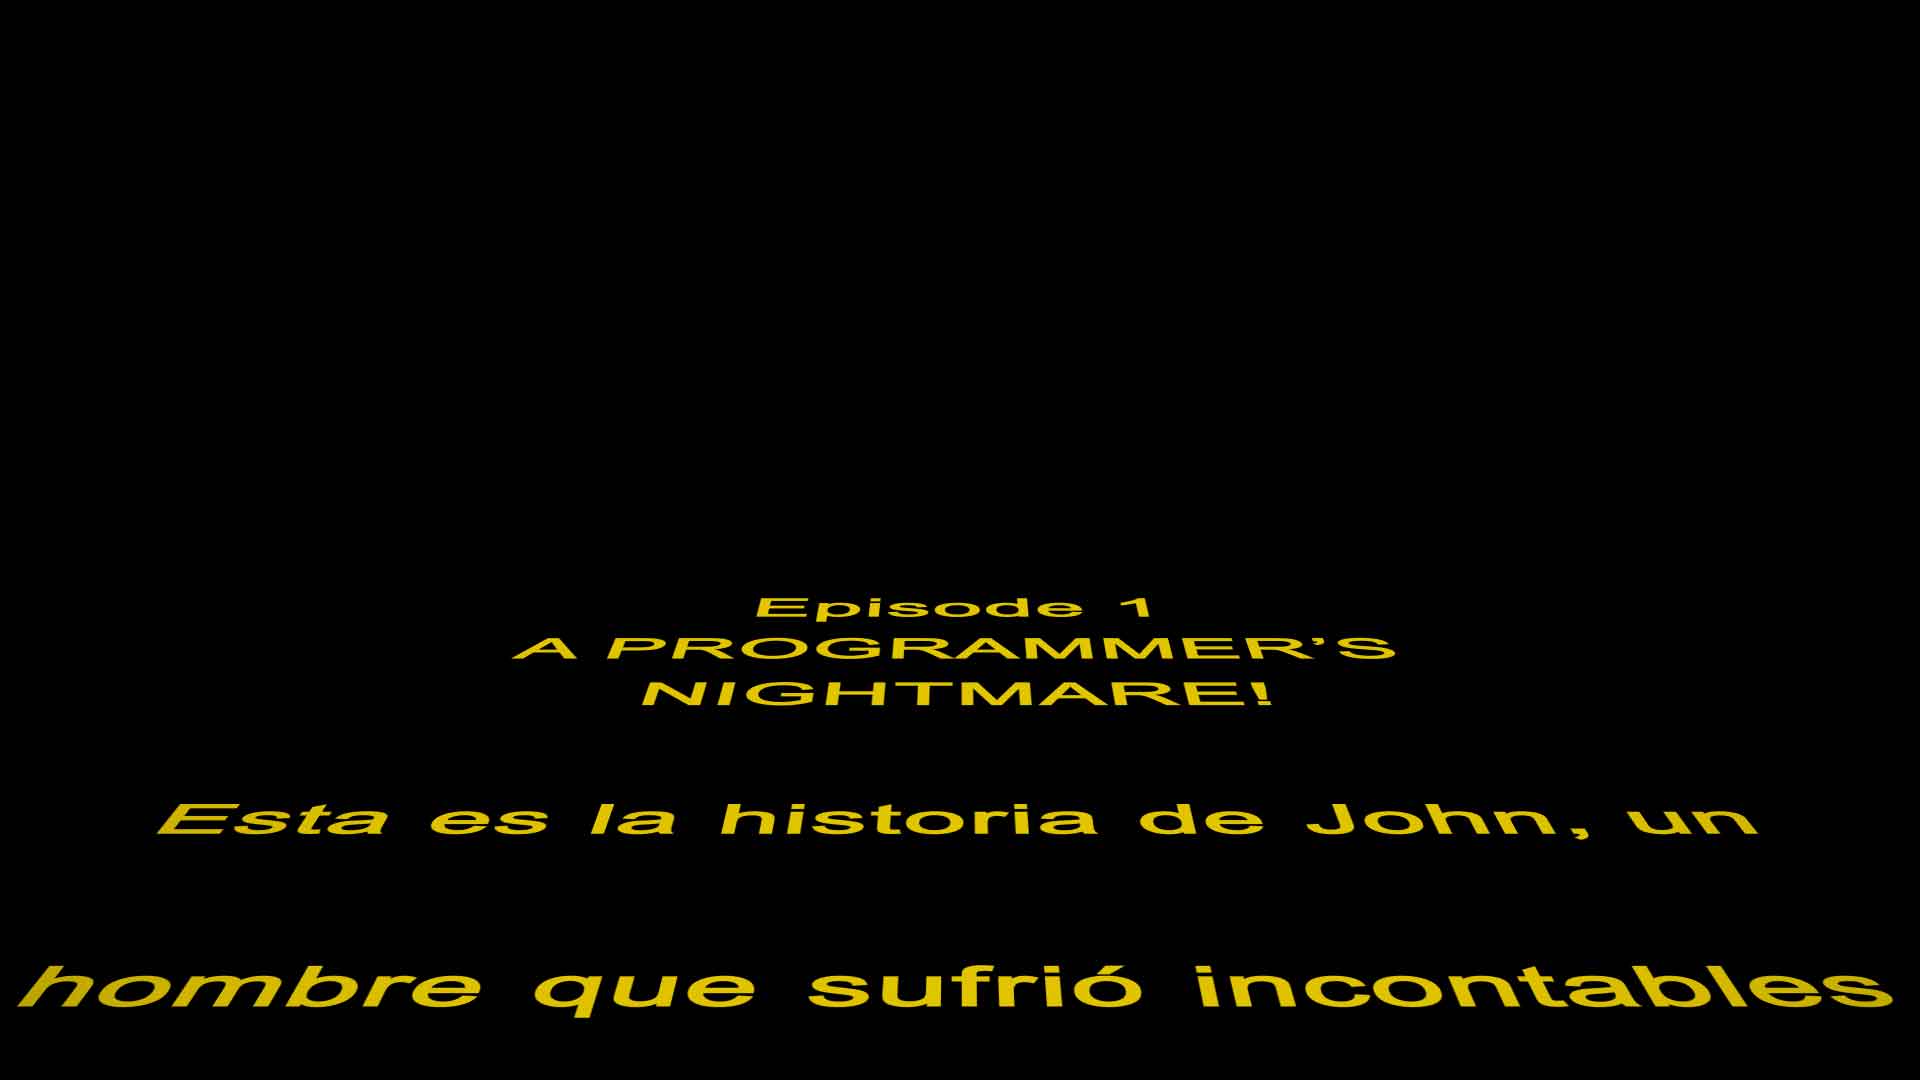 Episode 1
A PROGRAMMER’S
NIGHTMARE!
Esta es la historia de John, un
hombre que sufrió incontables